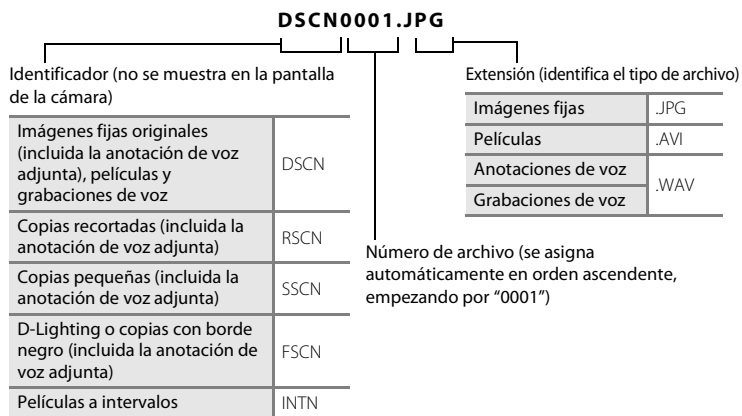 DSCN0001.JPG
Identificador (no se muestra en la pantalla
de la cámara)
Imágenes fijas originales
(incluida la anotación de voz
adjunta), películas y
grabaciones de voz
DSCN
Copias recortadas (incluida la
anotación de voz adjunta)
RSCN
Copias pequeñas (incluida la
anotación de voz adjunta)
SSCN
D-Lighting o copias con borde
negro (incluida la anotación de
voz adjunta)
FSCN
Películas a intervalos
INTN
Número de archivo (se asigna
automáticamente en orden ascendente,
empezando por “0001”)
Extensión (identifica el tipo de archivo)
Imágenes fijas
.JPG
Películas
.AVI
Anotaciones de voz
Grabaciones de voz
.WAV